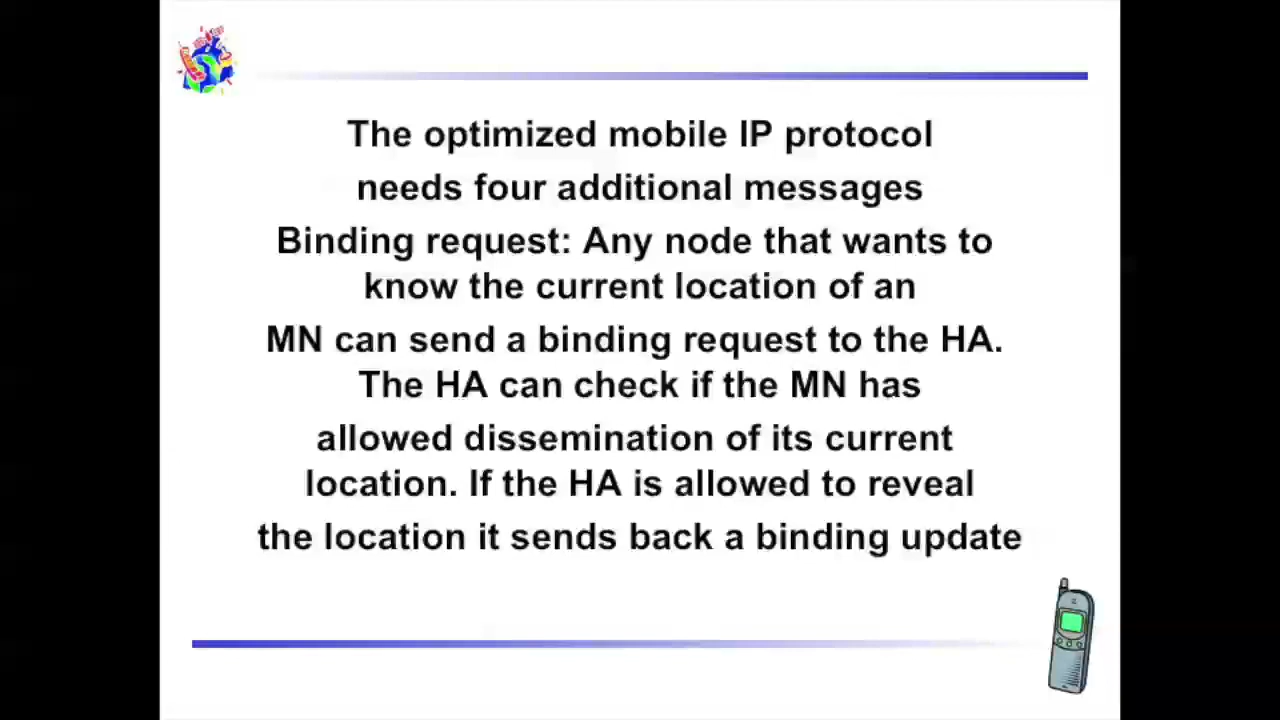 The optimized mobile IP protocol
needs four additional messages
Binding request: Any node that wants to
know the current location of an
MN can send a binding request to the HA.
The HA can check if the MN has
allowed dissemination of its current
location. If the HA is allowed to reveal
the location it sends back a binding update